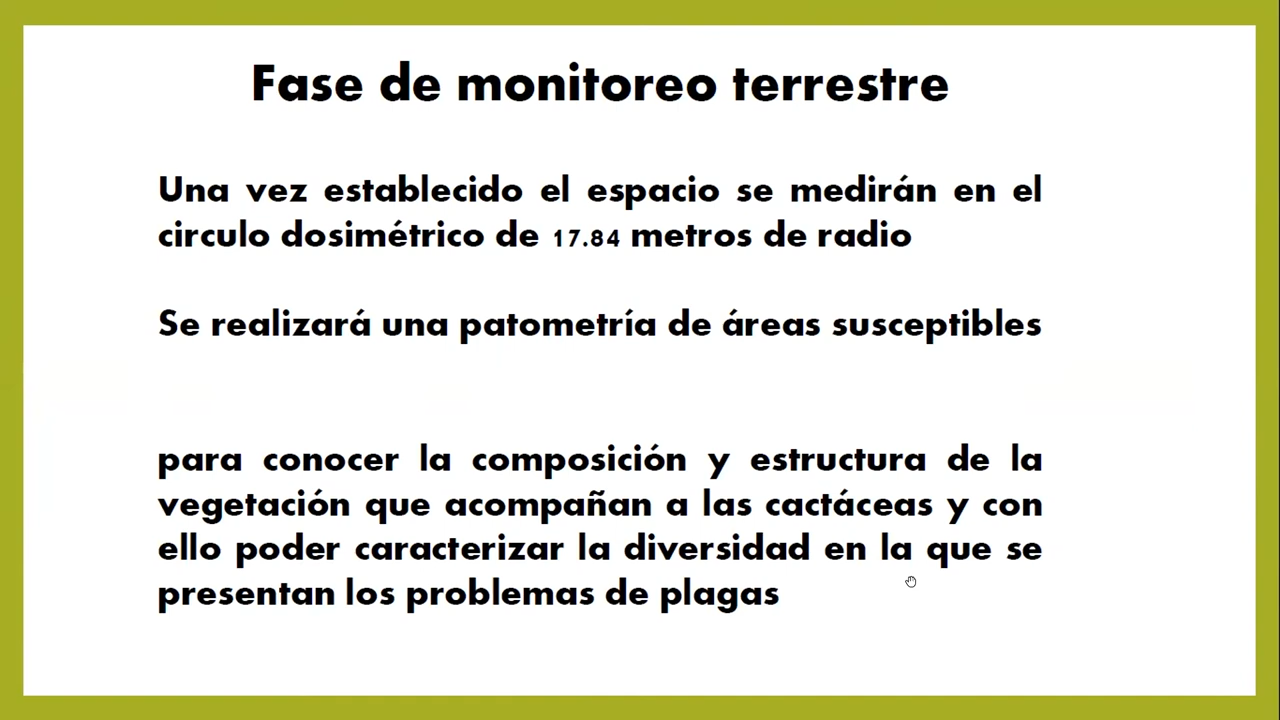 Fase de monitoreo terrestre
Una vez establecido el espacio se medirán en el
circulo dosimétrico de 17.84 metros de radio
Se realizará una patometría de áreas susceptibles
para conocer la composición y estructura de la
vegetación que acompañan a las cactáceas y con
ello poder caracterizar la diversidad en la que se
presentan los problemas de plagas